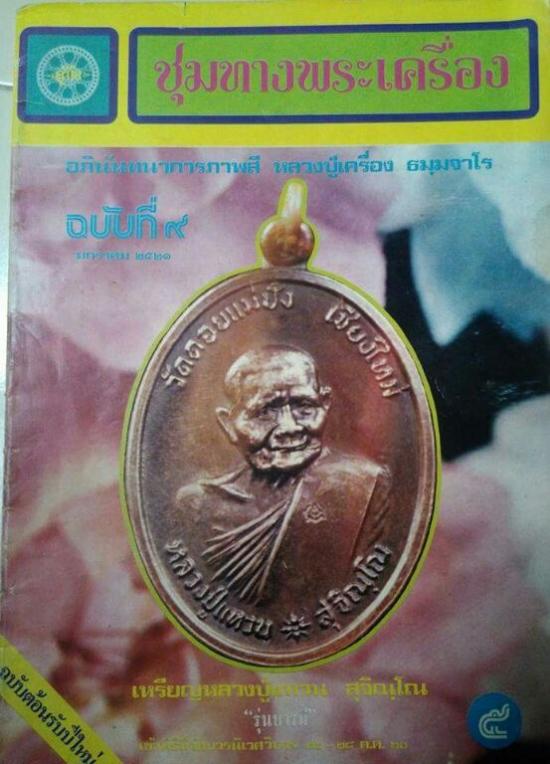 ชุมทางพระเครื่อง
อภินันทนาการภาพสี หลวงปู่เครื่อง ธมฺมจาโร
ฉบับที่ ๙
มกราคม ๒๕๒๑
วัดดอยแม่ปั๋ง เชียงใหม่
หลวงปู่แหวน สุจิณฺโณ
เหรียญหลวงปู่แหวน สุจิณฺโณ
ฉบับต้อนรับปีใหม่